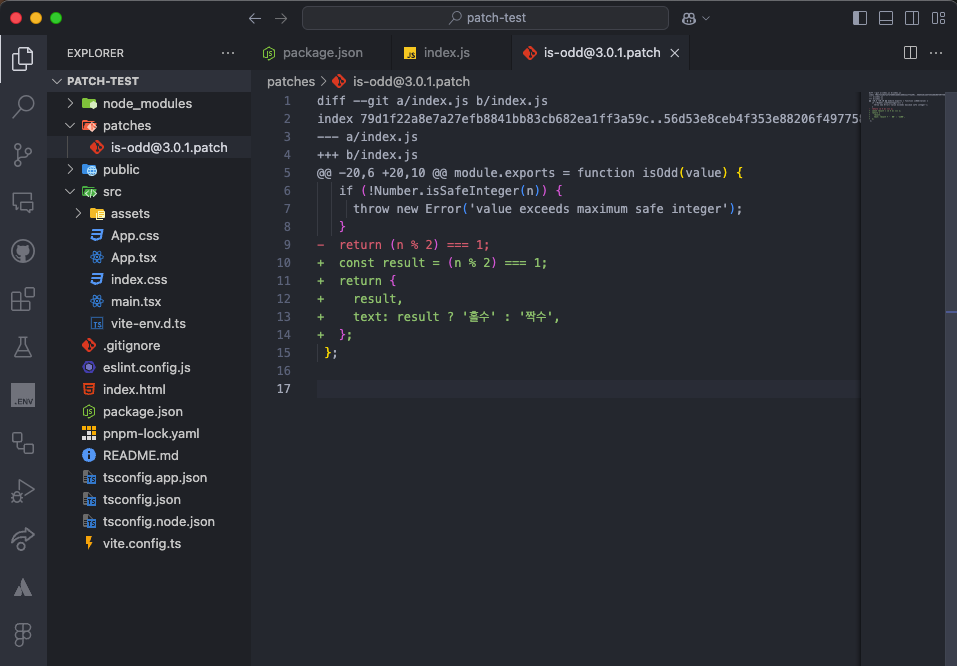 patch-test
EXPLORER
PATCH-TEST
node_modules
patches
is-odd@3.0.1.patch
public
src
assets
App.css
App.tsx
index.css
main.tsx
vite-env.d.ts
.gitignore
eslint.config.js
index.html
package.json
pnpm-lock.yaml
README.md
tsconfig.app.json
tsconfig.json
tsconfig.node.json
vite.config.ts
.ENV
package.json
index.js
is-odd@3.0.1.patch
patches > is-odd@3.0.1.patch
1 diff --git a/index.js b/index.js
2 index 79d1f22a8e7a27efb8841bb83cb682ea1ff3a59c..56d53e8ceb4f353e88206f49775
3 --- a/index.js
4 +++ b/index.js
5 @@ -20,6 +20,10 @@ module.exports = function isOdd(value) {
6 if (!Number.isSafeInteger(n)) {
7 throw new Error('value exceeds maximum safe integer');
8 }
9 - return (n % 2) === 1;
10 + const result = (n % 2) === 1;
11 + return {
12 + result,
13 + text: result ? '홀수' : '짝수',
14 + };
15 };
16
17